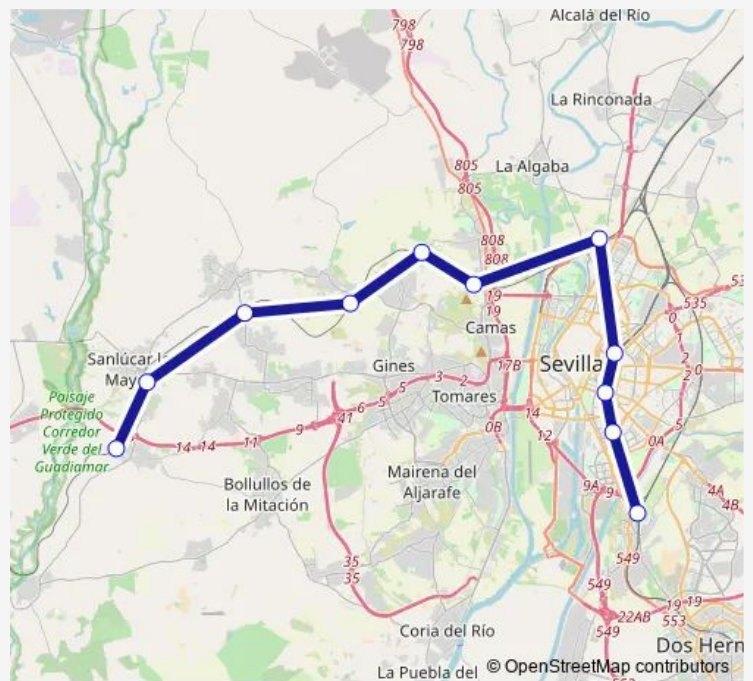 Alcalá del Río
798
798
La Rinconada
805
805
La Algaba
808
808
19
19
535
Camas
Sanlúcar la
May
Gines
17B
Sevilla
Tomares
Paisaje
Protegido
Corredor
Verde del
Guadiamar
14 14
11
9
41
6
5
5
3
2
14
0B
12
0A
5
0
1
2
2
0
Bollullos de
la Mitación
Mairena del
Aljarafe
9A
9
4A
4B
35
35
549
549
549
22AB
19 19
553
Coria del Río
Dos Hern
La Puebla del
© OpenStreetMap contributors